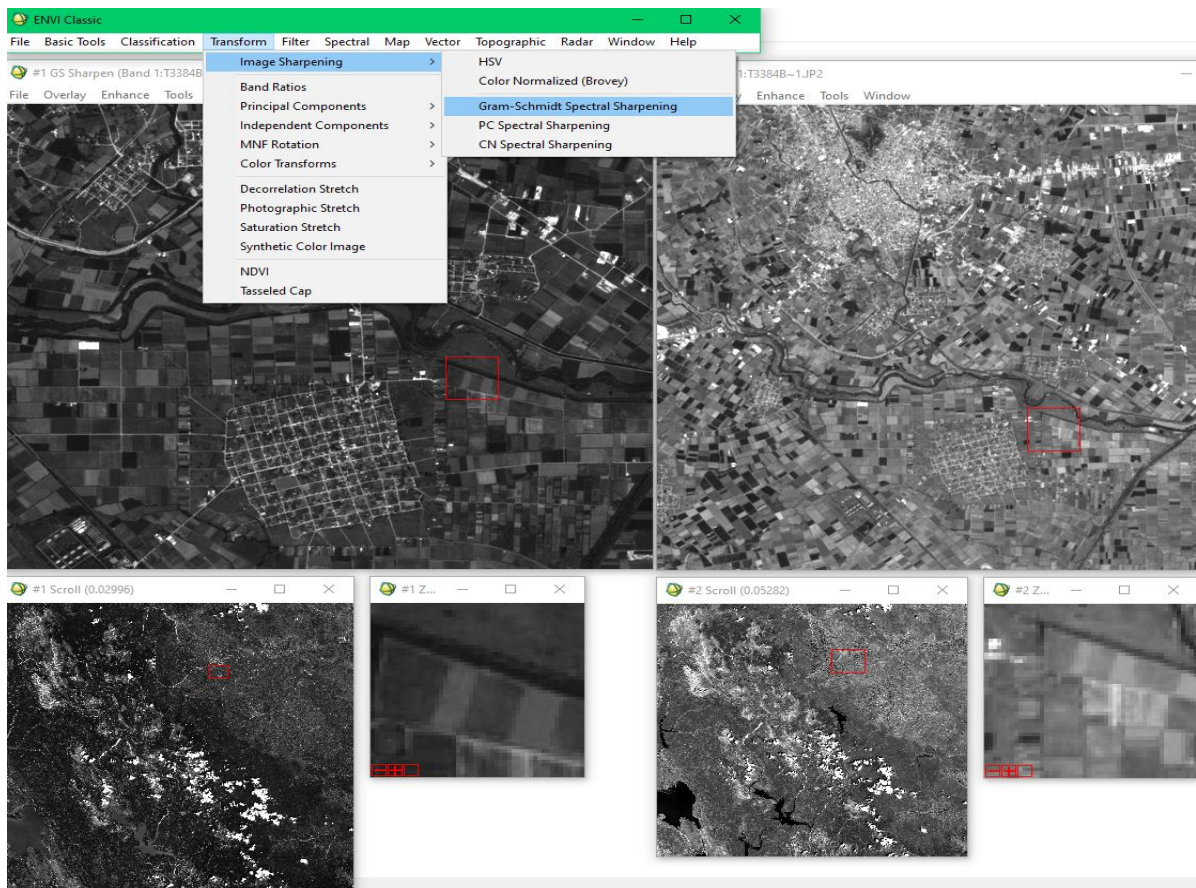 ENVI Classic
File Basic Tools Classification Transform Filter Spectral Map Vector Topographic Radar Window Help
Image Sharpening >
Band Ratios
Principal Components >
Independent Components >
MNF Rotation >
Color Transforms >
Decorrelation Stretch
Photographic Stretch
Saturation Stretch
Synthetic Color Image
NDVI
Tasseled Cap
HSV
Color Normalized (Brovey)
Gram-Schmidt Spectral Sharpening
PC Spectral Sharpening
CN Spectral Sharpening
#1 GS Sharpen (Band 1:T3384B
File Overlay Enhance Tools
1:T3384B~1.JP2
Enhance Tools Window
#1 Scroll (0.02996)
#1 Z...
#2 Scroll (0.05282)
#2 Z...